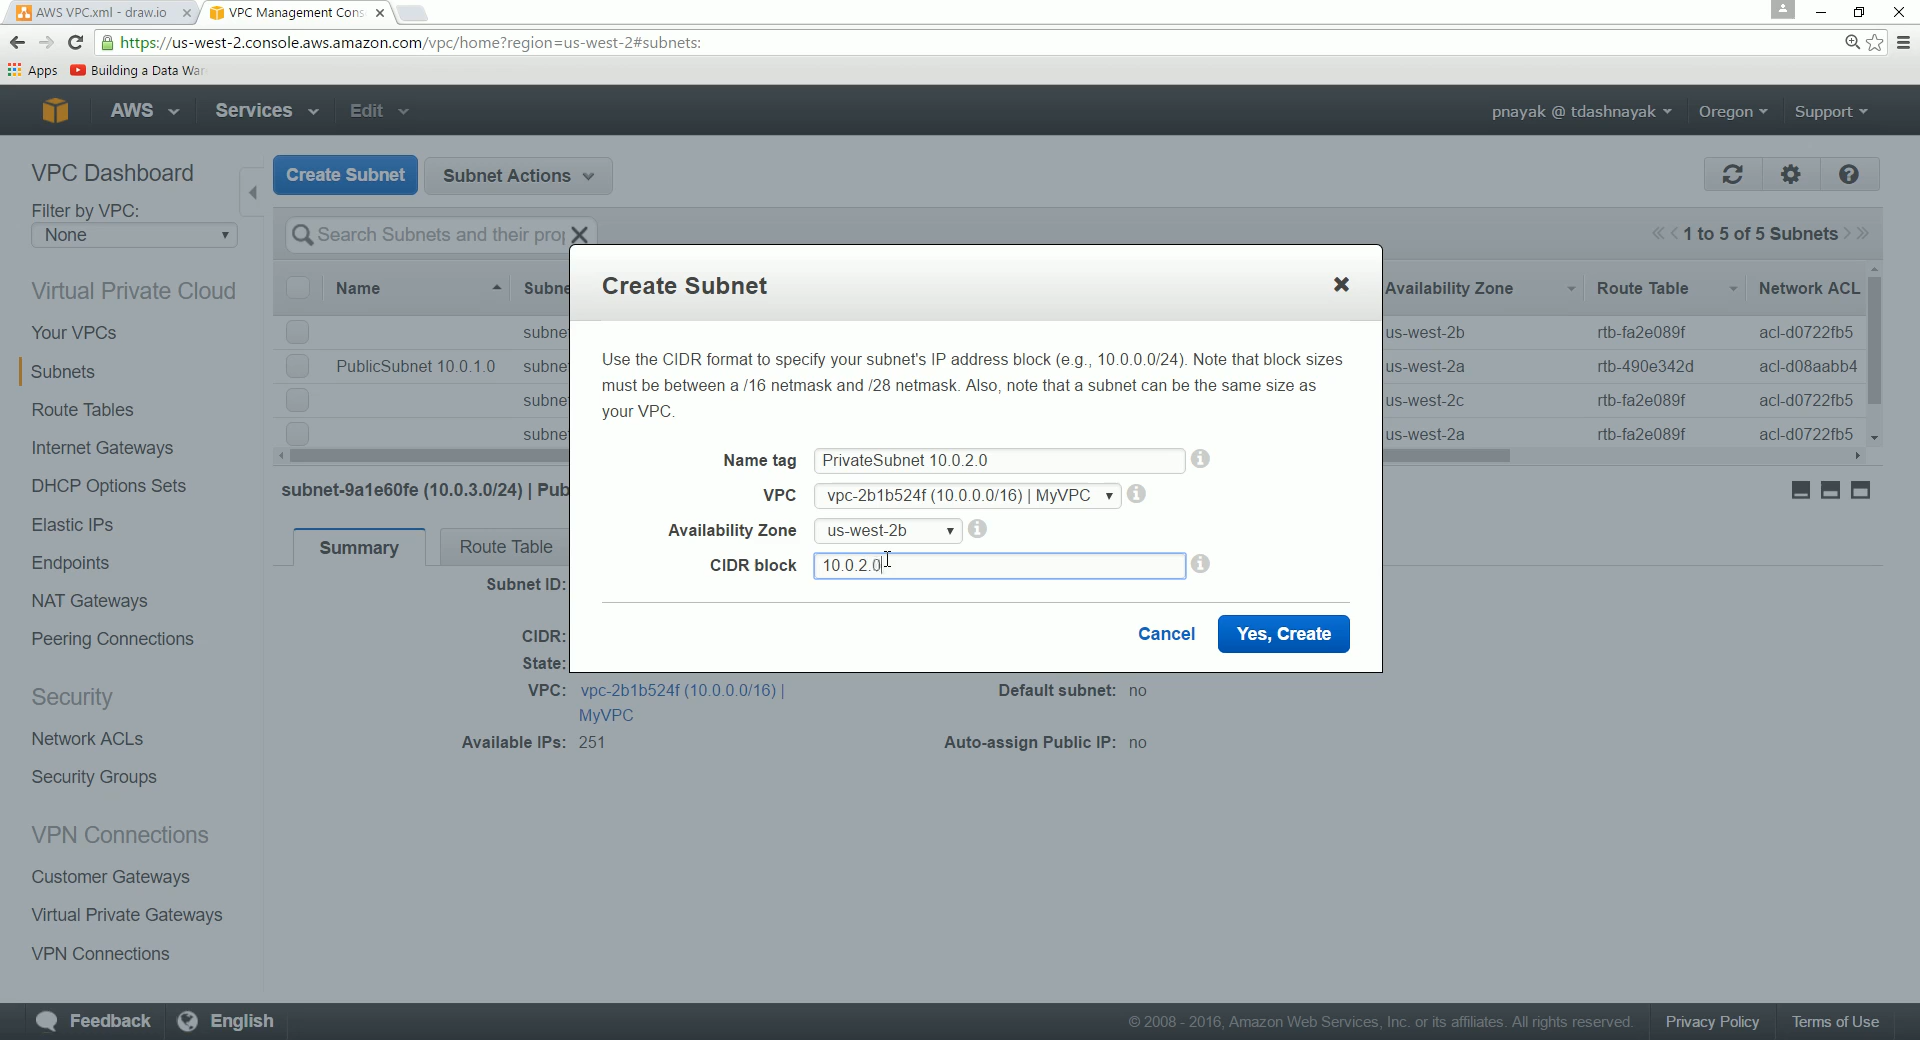 AWS VPC.xml - draw.io
VPC Management Cons
https://us-west-2.console.aws.amazon.com/vpc/home?region=us-west-2#subnets:
Apps
Building a Data War
AWS
Services
Edit
pnayak @ tdashnayak
Oregon
Support
VPC Dashboard
Filter by VPC:
None
Virtual Private Cloud
Your VPCs
Subnets
Route Tables
Internet Gateways
DHCP Options Sets
Elastic IPs
Endpoints
NAT Gateways
Peering Connections
Security
Network ACLs
Security Groups
VPN Connections
Customer Gateways
Virtual Private Gateways
VPN Connections
Create Subnet
Subnet Actions
Search Subnets and their prop
1 to 5 of 5 Subnets
Name Subne Availability Zone Route Table Network ACL
subne us-west-2b rtb-fa2e089f acl-d0722fb5
PublicSubnet 10.0.1.0 subne us-west-2a rtb-490e342d acl-d08aabb4
subne us-west-2c rtb-fa2e089f acl-d0722fb5
subne us-west-2a rtb-fa2e089f acl-d0722fb5
subnet-9a1e60fe (10.0.3.0/24) | Pub
Summary
Route Table
Subnet ID:
CIDR:
State:
VPC: vpc-2b1b524f (10.0.0.0/16) |
MyVPC
Default subnet: no
Available IPs: 251
Auto-assign Public IP: no
Create Subnet
Use the CIDR format to specify your subnet's IP address block (e.g., 10.0.0.0/24). Note that block sizes
must be between a /16 netmask and /28 netmask. Also, note that a subnet can be the same size as
your VPC.
Name tag PrivateSubnet 10.0.2.0
VPC vpc-2b1b524f (10.0.0.0/16) | MyVPC
Availability Zone us-west-2b
CIDR block 10.0.2.0
Cancel
Yes, Create
Feedback
English
© 2008 - 2016, Amazon Web Services, Inc. or its affiliates. All rights reserved.
Privacy Policy
Terms of Use